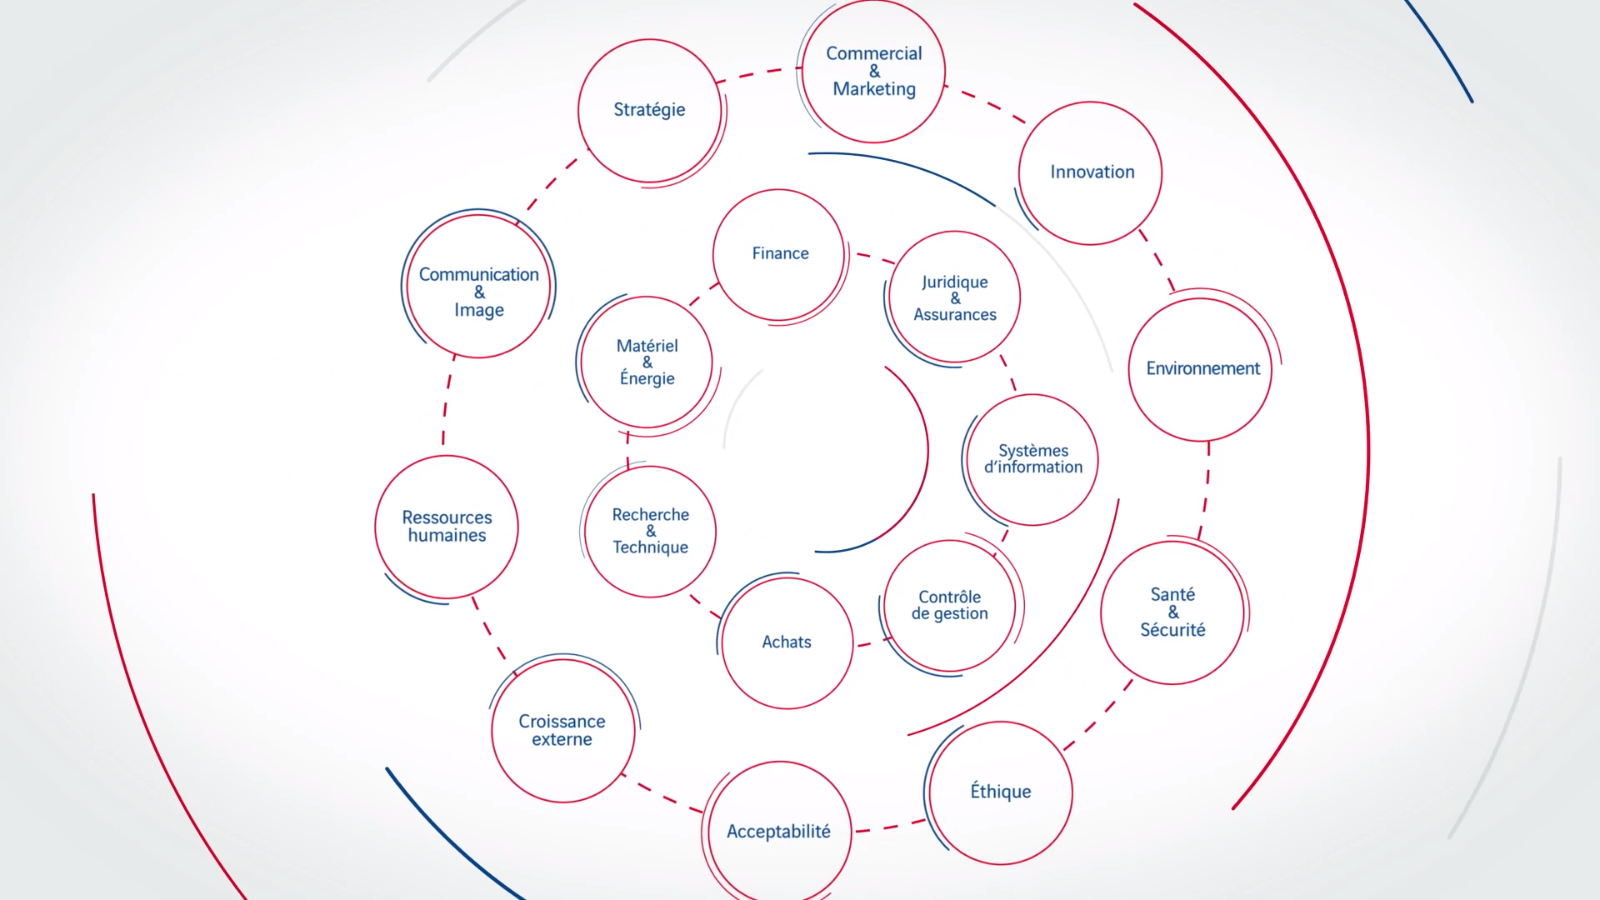 Commercial
&
Marketing
Stratégie
Innovation
Finance
Communication
&
Image
Juridique
&
Assurances
Matériel
&
Énergie
Environnement
Systèmes
d'information
Ressources
humaines
Recherche
&
Technique
Contrôle
de gestion
Santé
&
Sécurité
Achats
Croissance
externe
Éthique
Acceptabilité